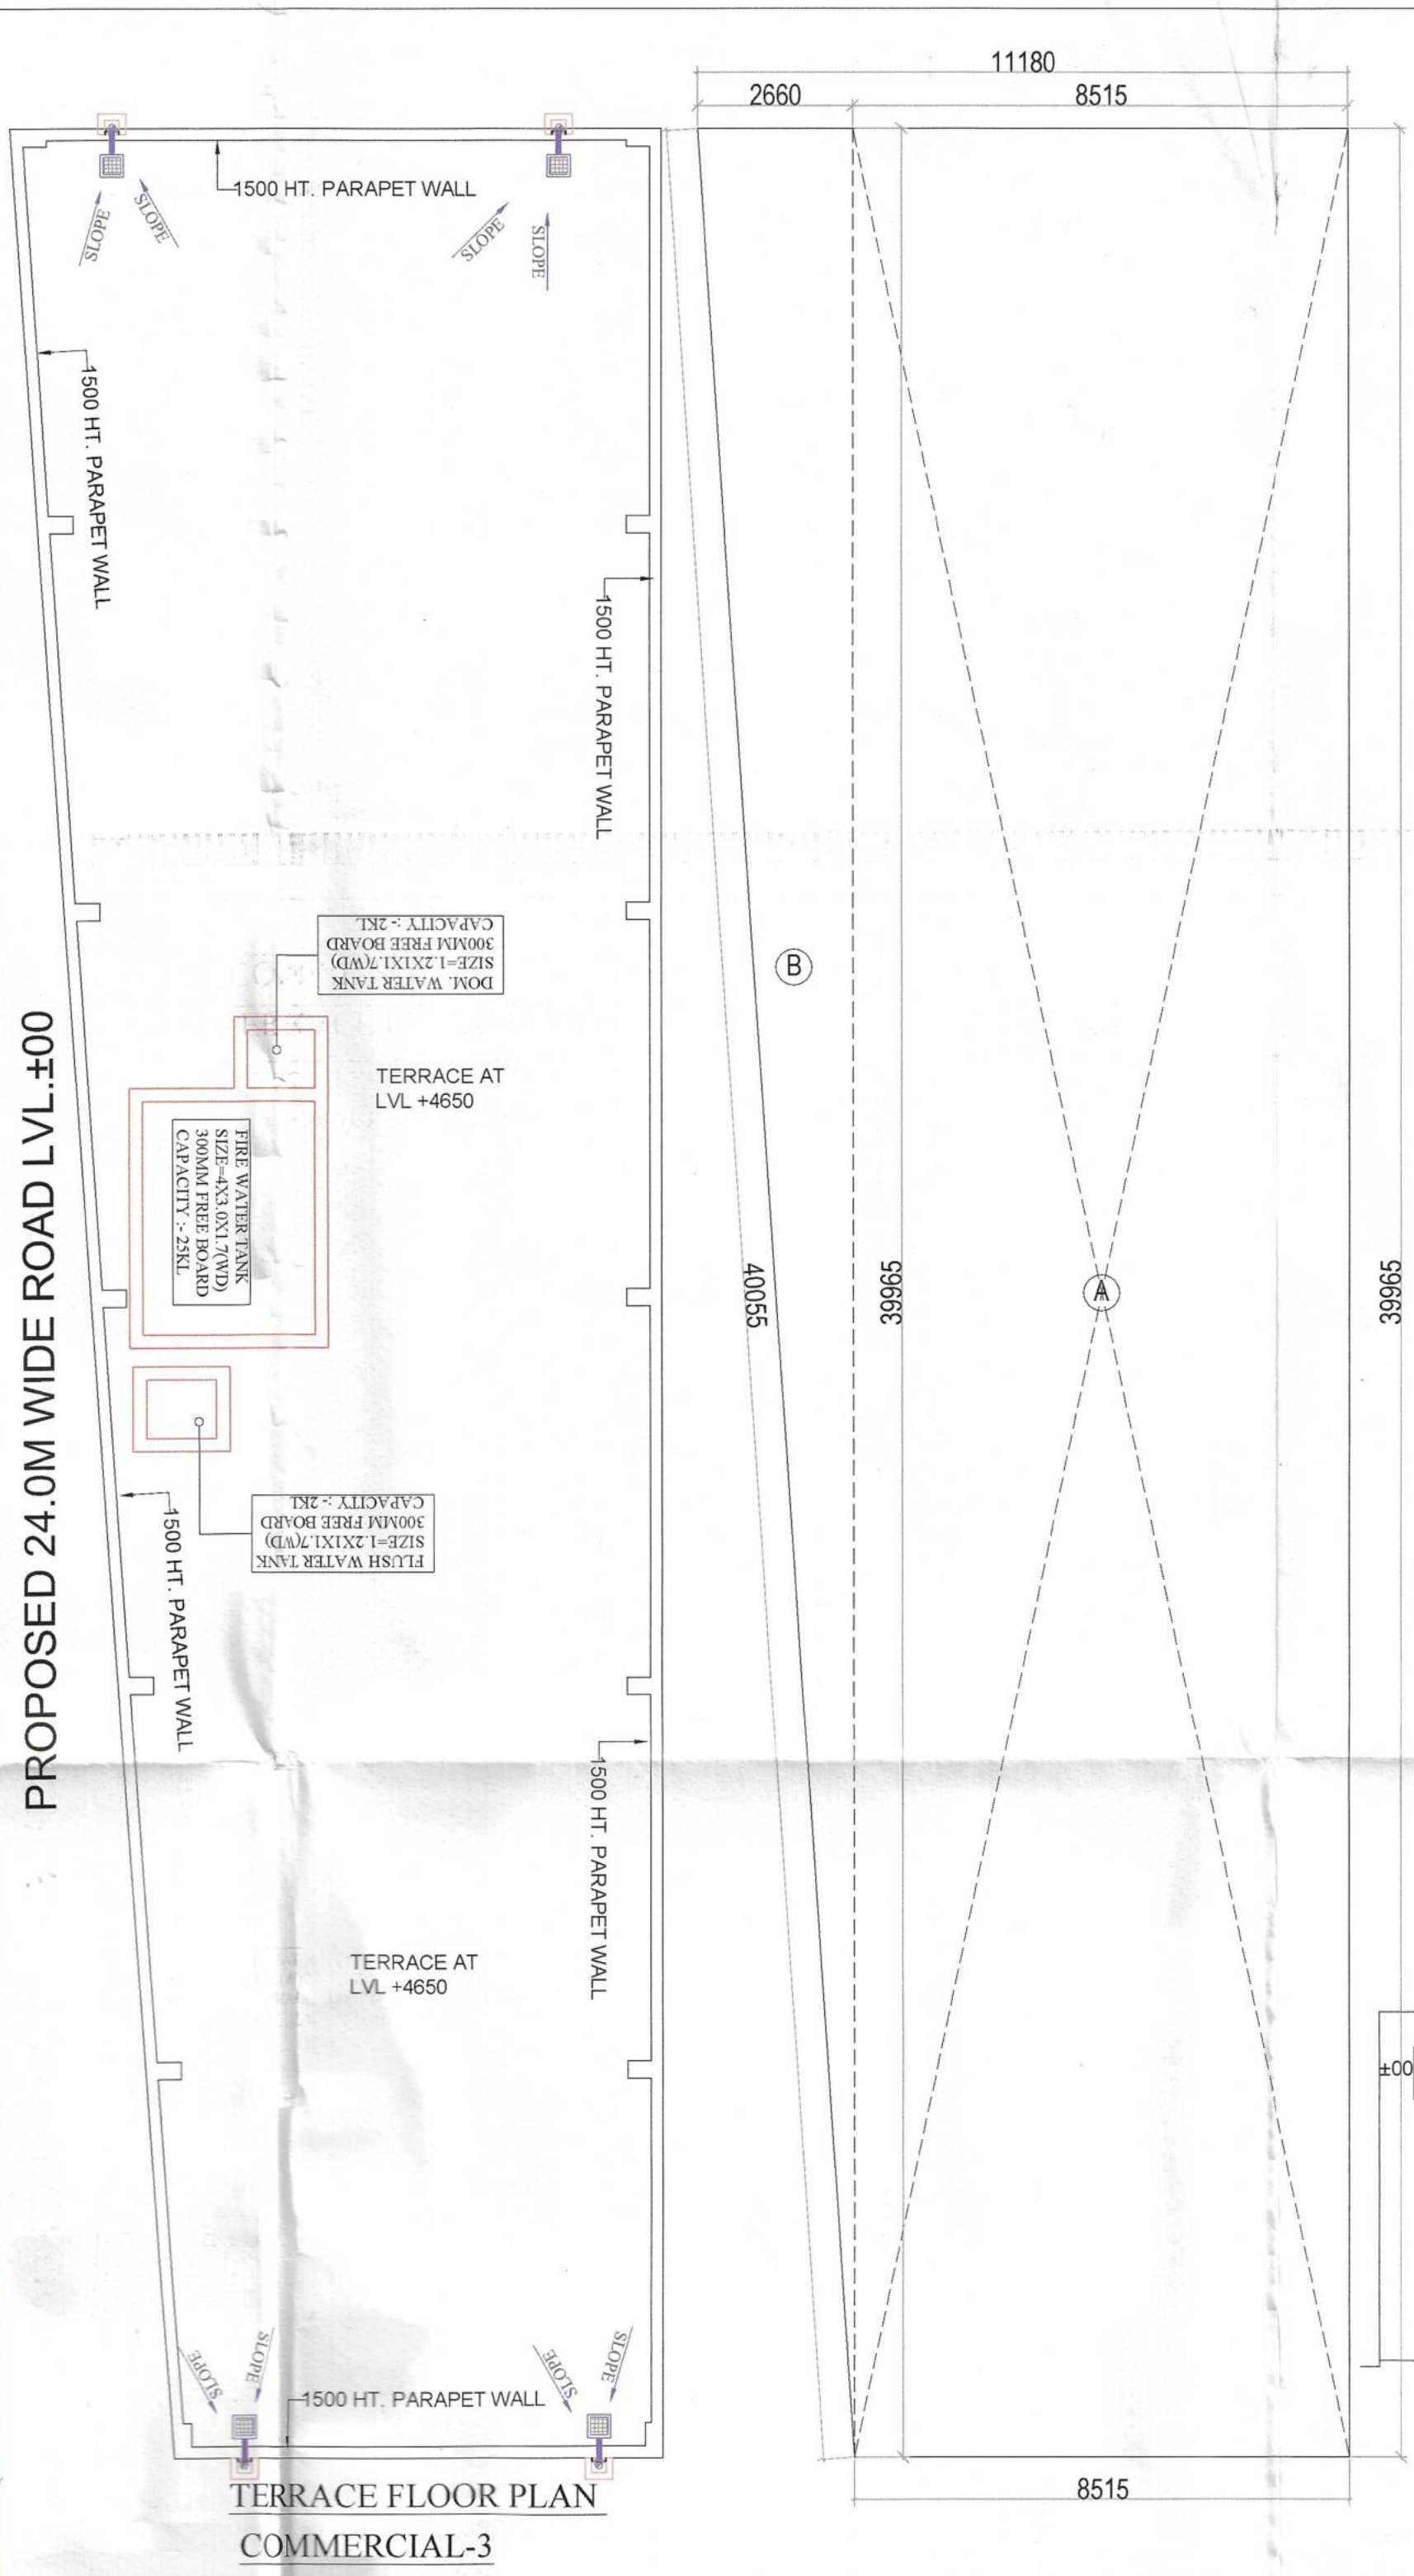 11180
2660
8515
1500 HT. PARAPET WALL
SLOPE
SLOPE
SLOPE
SLOPE
1500 HT. PARAPET WALL
1500 HT. PARAPET WALL
DOM. WATER TANK
SIZE=1.2X1X1.7(WD)
300MM FREE BOARD
CAPACITY :- 2KL
TERRACE AT
LVL +4650
FIRE WATER TANK
SIZE=4X3.0X1.7(WD)
300MM FREE BOARD
CAPACITY :- 25KL
PROPOSED 24.0M WIDE ROAD LVL.±00
FLUSH WATER TANK
SIZE=1.2X1X1.7(WD)
300MM FREE BOARD
CAPACITY :- 2KL
1500 HT. PARAPET WALL
1500 HT. PARAPET WALL
TERRACE AT
LVL +4650
SLOPE
SLOPE
SLOPE
SLOPE
1500 HT. PARAPET WALL
TERRACE FLOOR PLAN
COMMERCIAL-3
B
40055
39965
A
39965
±00
8515